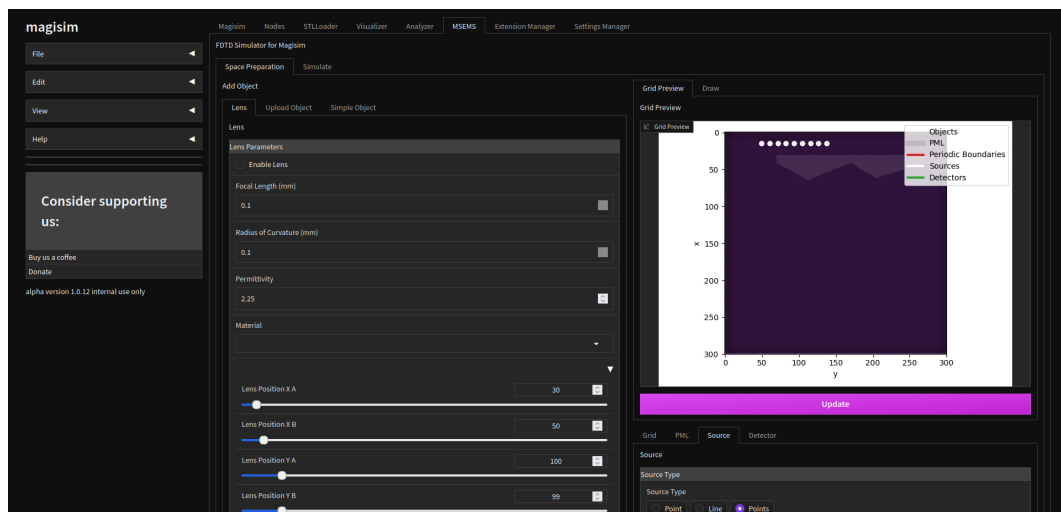 magisim
File
Edit
View
Help
Consider supporting
us:
Buy us a coffee
Donate
alpha version 1.0.12 internal use only
Magisim Nodes STLLoader Visualizer Analyzer MSEMS Extension Manager Settings Manager
FDTD Simulator for Magisim
Space Preparation Simulate
Add Object
Lens Upload Object Simple Object
Lens
Lens Parameters
Enable Lens
Focal Length (mm)
0.1
Radius of Curvature (mm)
0.1
Permittivity
2.25
Material
Lens Position X A 30
Lens Position X B 50
Lens Position Y A 100
Lens Position Y B 99
Grid Preview Draw
Grid Preview
Grid Preview
Objects
PML
Periodic Boundaries
Sources
Detectors
0
50
100
x 150
200
250
300
0 50 100 150 200 250 300
y
Update
Grid PML Source Detector
Source
Source Type
Source Type
Point Line Points